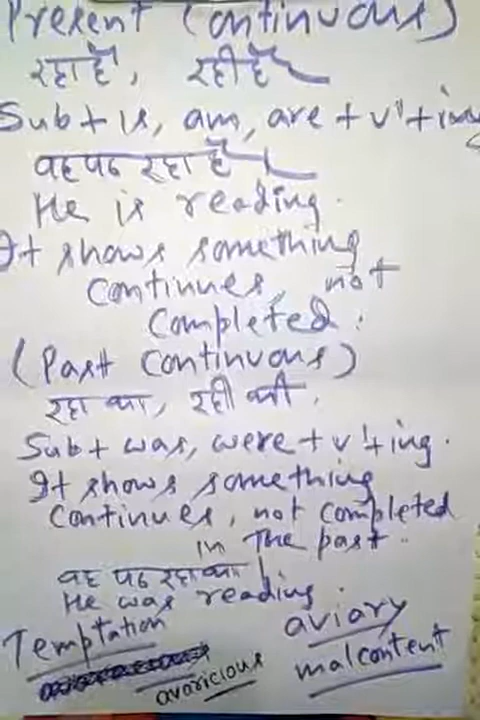 Present (Continuous)
रहा है, रही है
Sub + is, am, are + v' + ing
वह पढ़ रहा है।
He is reading.
It shows something
continues, not
completed.
(Past Continuous)
रहा था, रही थी.
Sub + was, were + v' + ing.
It shows something
continues, not completed
in the past.
वह पढ़ रहा था।
He was reading.
Temptation
aviary
avaricious
malcontent